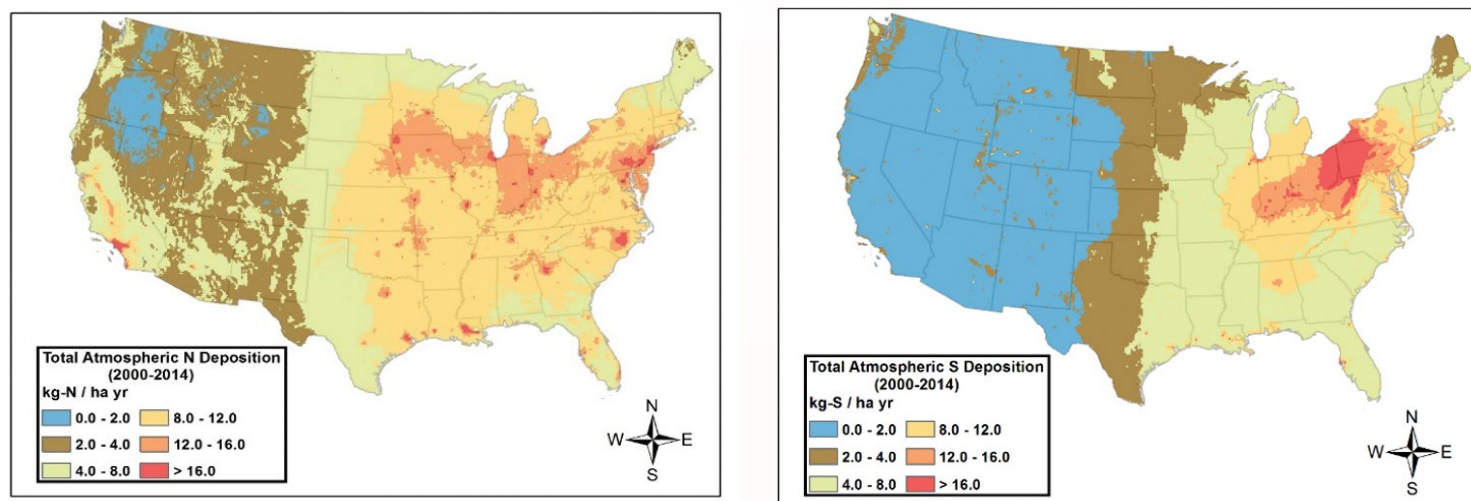 Total Atmospheric N Deposition
(2000-2014)
kg-N / ha yr
0.0 - 2.0 8.0 - 12.0
2.0 - 4.0 12.0 - 16.0
4.0 - 8.0 > 16.0
N
W E
S
Total Atmospheric S Deposition
(2000-2014)
kg-S / ha yr
0.0 - 2.0 8.0 - 12.0
2.0 - 4.0 12.0 - 16.0
4.0 - 8.0 > 16.0
N
W E
S